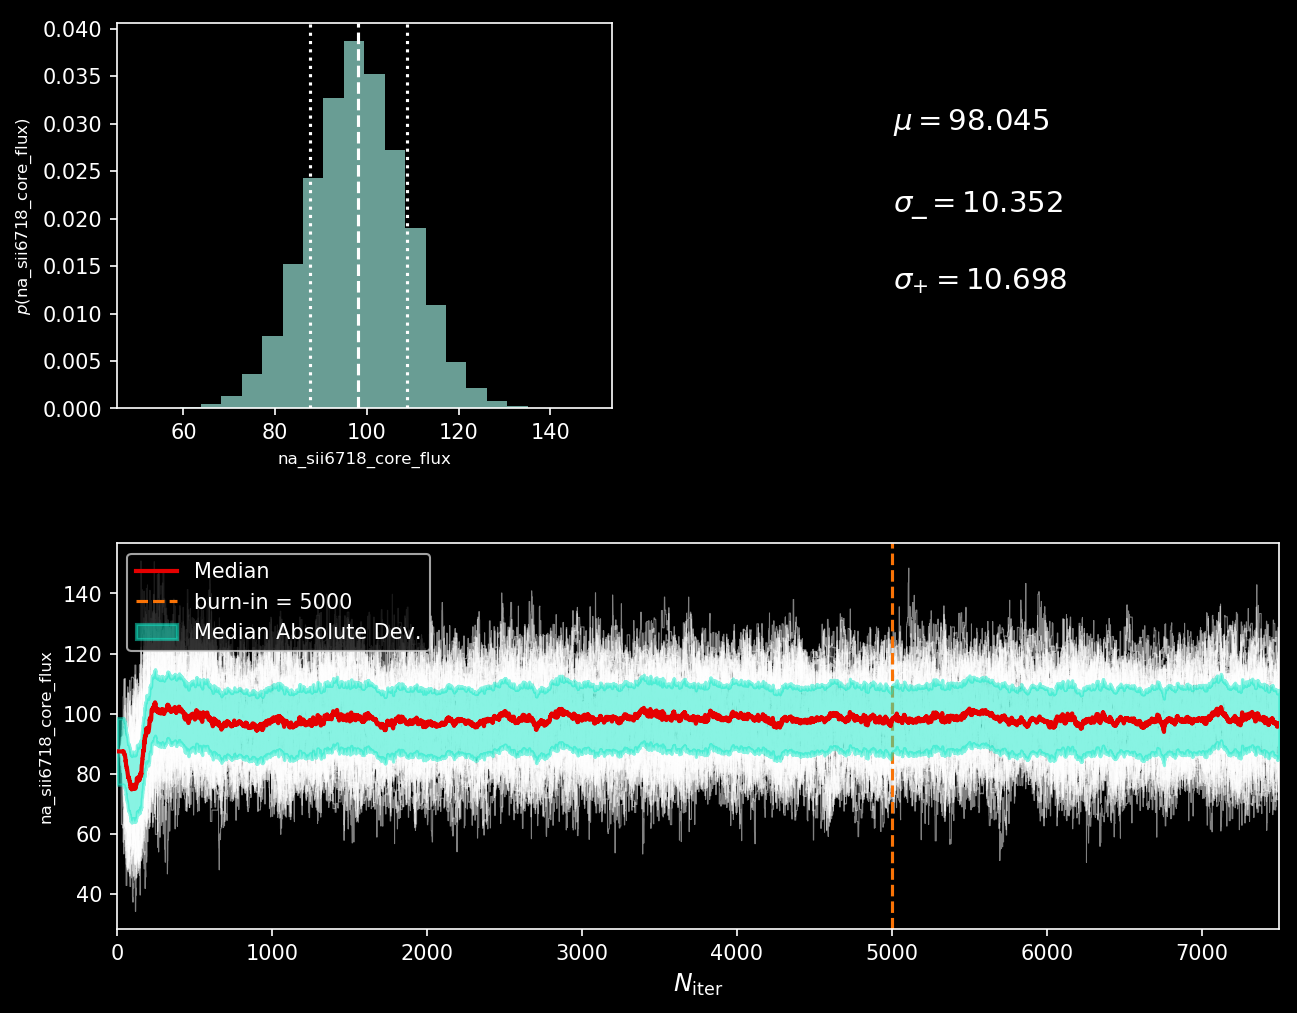 0.040
0.035
0.030
0.025
0.020
0.015
0.010
0.005
0.000
p(na_sii6718_core_flux)
60 80 100 120 140
na_sii6718_core_flux
μ = 98.045
σ₋ = 10.352
σ₊ = 10.698
Median
burn-in = 5000
Median Absolute Dev.
140
120
100
80
60
40
na_sii6718_core_flux
0 1000 2000 3000 4000 5000 6000 7000
N_iter